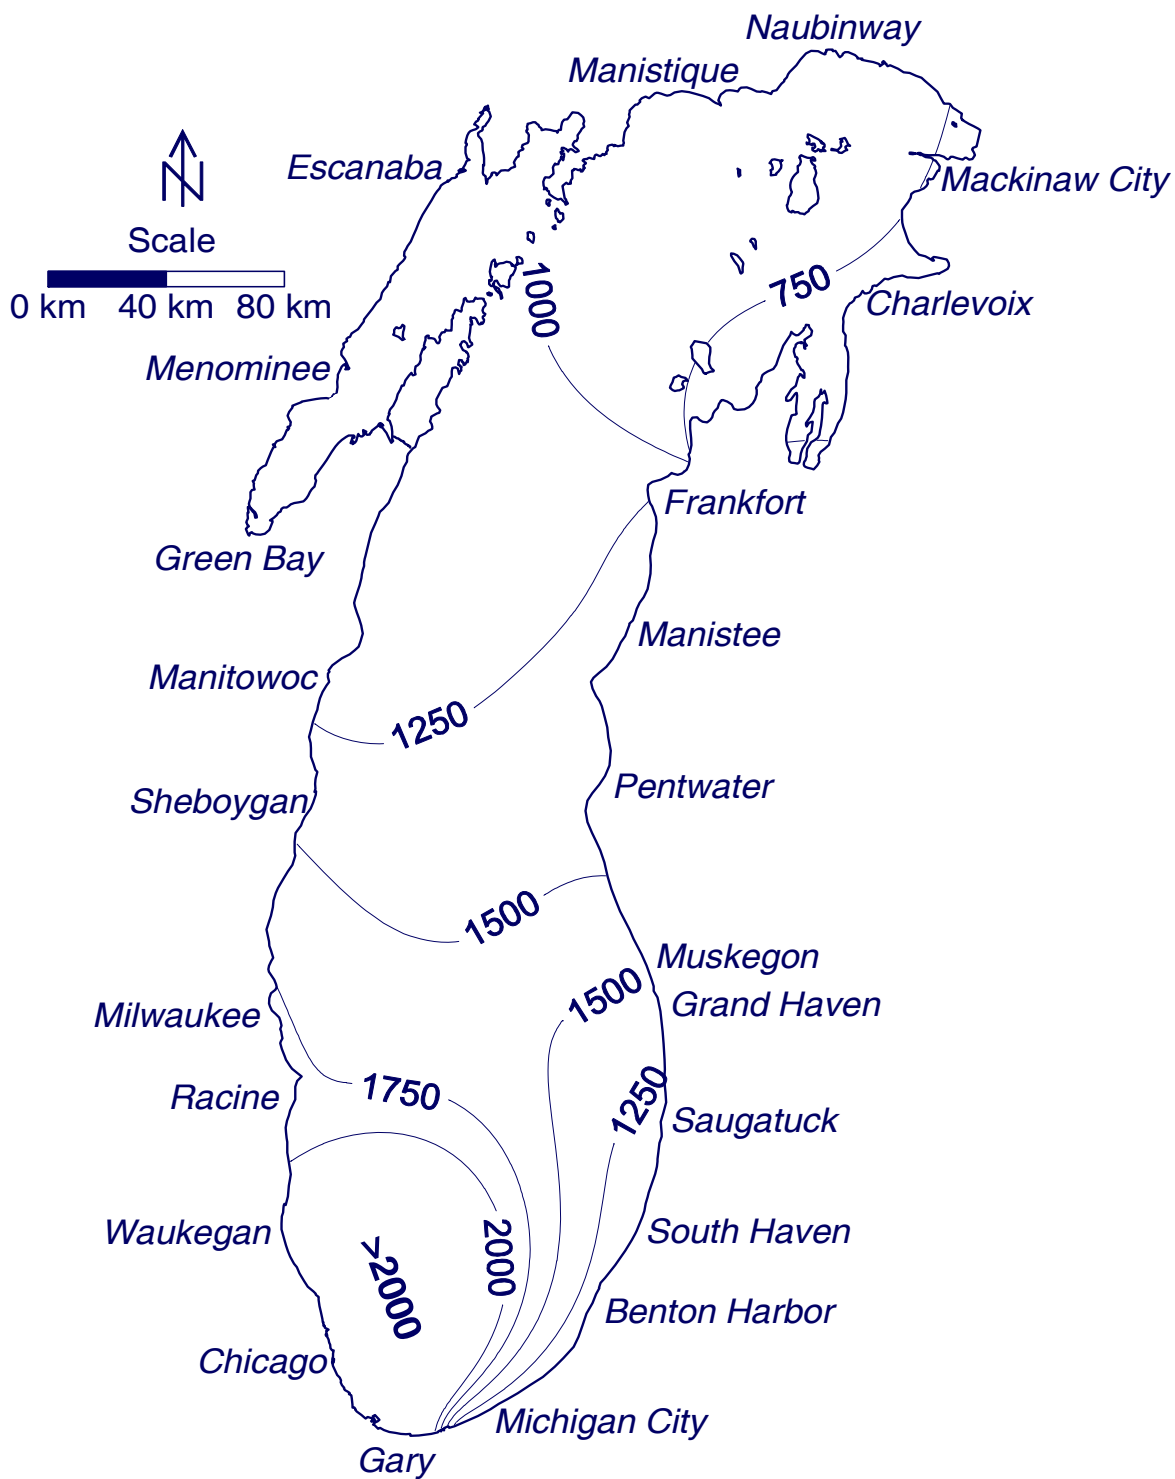 Naubinway
Manistique
Escanaba
Mackinaw City
N
Scale
0 km 40 km 80 km
1000
750
Charlevoix
Menominee
Frankfort
Green Bay
Manistee
Manitowoc
1250
Pentwater
Sheboygan
1500
Muskegon
1500
Grand Haven
Milwaukee
1750
Racine
1250
Saugatuck
Waukegan
2000
South Haven
>2000
Benton Harbor
Chicago
Michigan City
Gary